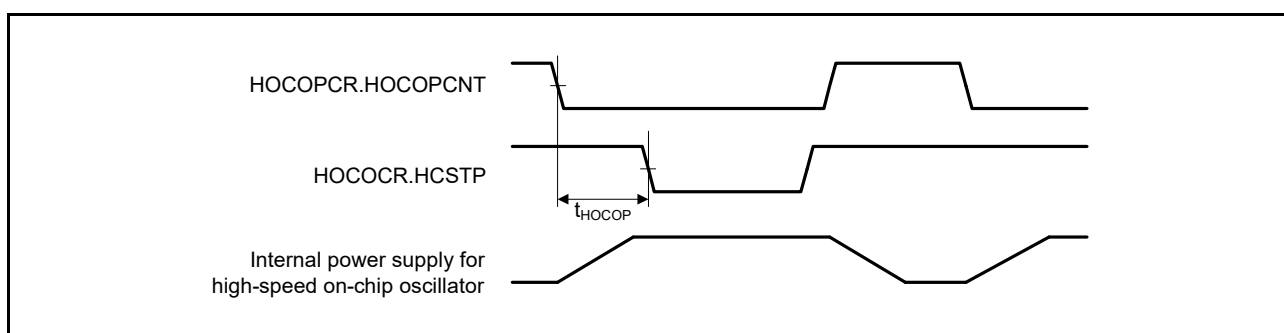 HOCOPCR.HOCOPCNT
HOCOCR.HCSTP
tHOCOP
Internal power supply for
high-speed on-chip oscillator